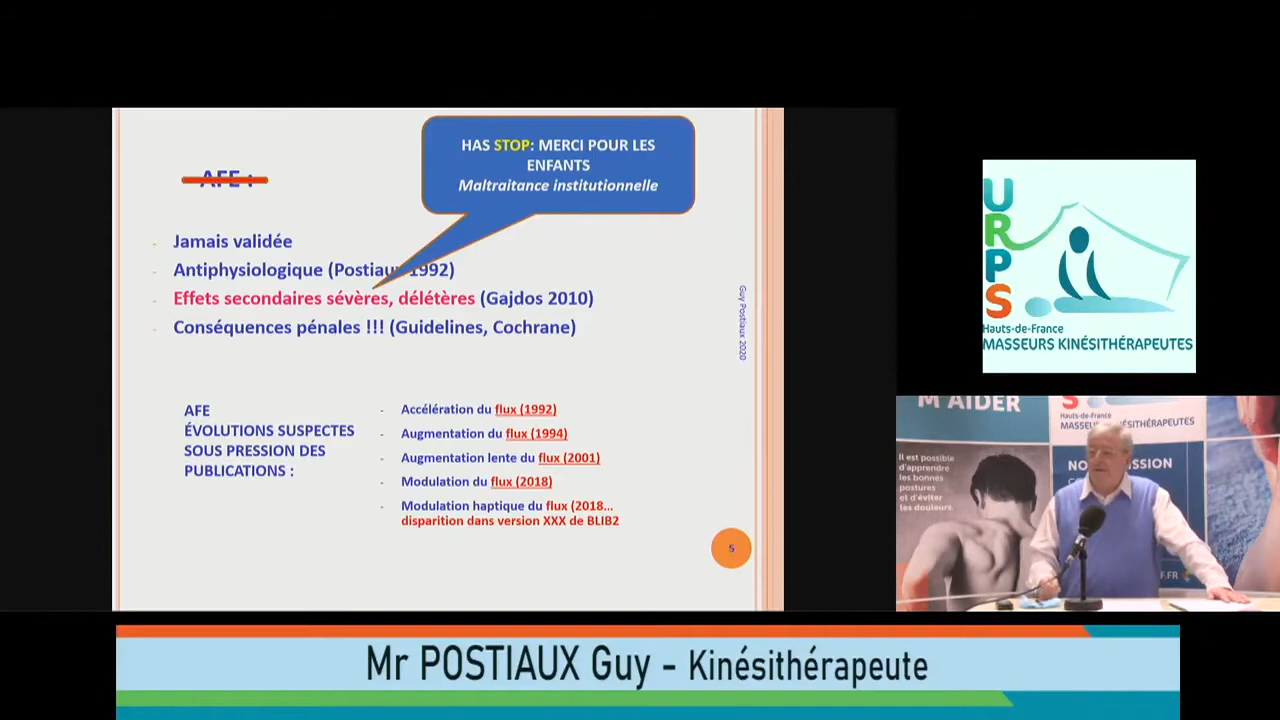 HAS STOP: MERCI POUR LES
ENFANTS
Maltraitance institutionnelle
AFE :
- Jamais validée
- Antiphysiologique (Postiaux 1992)
- Effets secondaires sévères, délétères (Gajdos 2010)
- Conséquences pénales !!! (Guidelines, Cochrane)
AFE
ÉVOLUTIONS SUSPECTES
SOUS PRESSION DES
PUBLICATIONS :
- Accélération du flux (1992)
- Augmentation du flux (1994)
- Augmentation lente du flux (2001)
- Modulation du flux (2018)
- Modulation haptique du flux (2018...
disparition dans version XXX de BLIB2
Guy Postiaux 2020
5
URPS
Hauts-de-France
MASSEURS KINÉSITHÉRAPEUTES
M'AIDER
Il est possible
d'apprendre
les bonnes
postures
et d'éviter
les douleurs.
S
Hauts-de-France
Mr POSTIAUX Guy - Kinésithérapeute